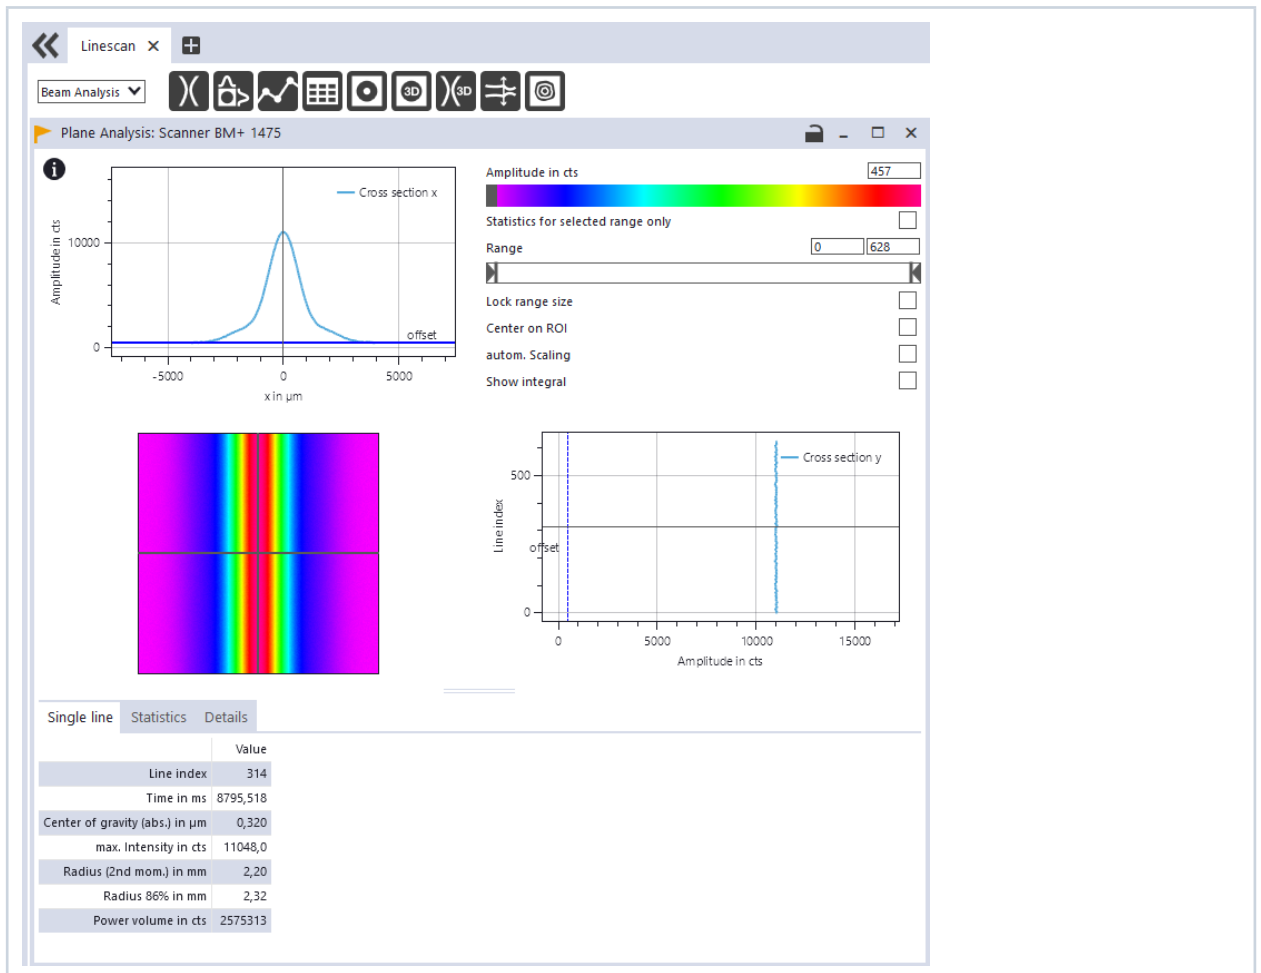 Linescan
Beam Analysis
3D
3D
Plane Analysis: Scanner BM+ 1475
Amplitude in cts
10000
0
Cross section x
offset
-5000 0 5000
x in µm
Amplitude in cts 457
Statistics for selected range only
Range 0 628
Lock range size
Center on ROI
autom. Scaling
Show integral
Line index
500
0
offset
Cross section y
0 5000 10000 15000
Amplitude in cts
Single line Statistics Details
Value
Line index 314
Time in ms 8795,518
Center of gravity (abs.) in µm 0,320
max. Intensity in cts 11048,0
Radius (2nd mom.) in mm 2,20
Radius 86% in mm 2,32
Power volume in cts 2575313